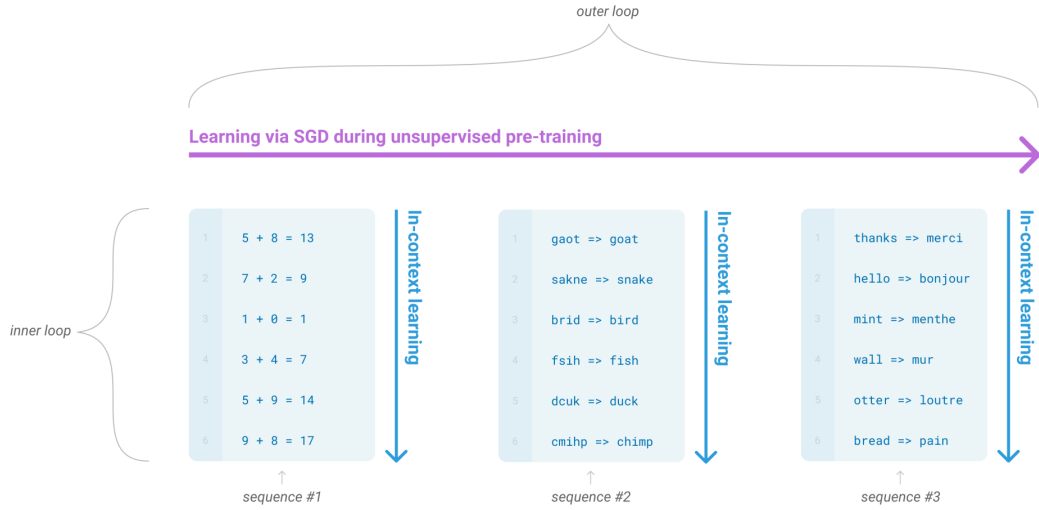 outer loop
Learning via SGD during unsupervised pre-training
inner loop
1 5 + 8 = 13
2 7 + 2 = 9
3 1 + 0 = 1
4 3 + 4 = 7
5 5 + 9 = 14
6 9 + 8 = 17
In-context learning
sequence #1
1 gaot => goat
2 sakne => snake
3 brid => bird
4 fsih => fish
5 dcuk => duck
6 cmihp => chimp
In-context learning
sequence #2
1 thanks => merci
2 hello => bonjour
3 mint => menthe
4 wall => mur
5 otter => loutre
6 bread => pain
In-context learning
sequence #3